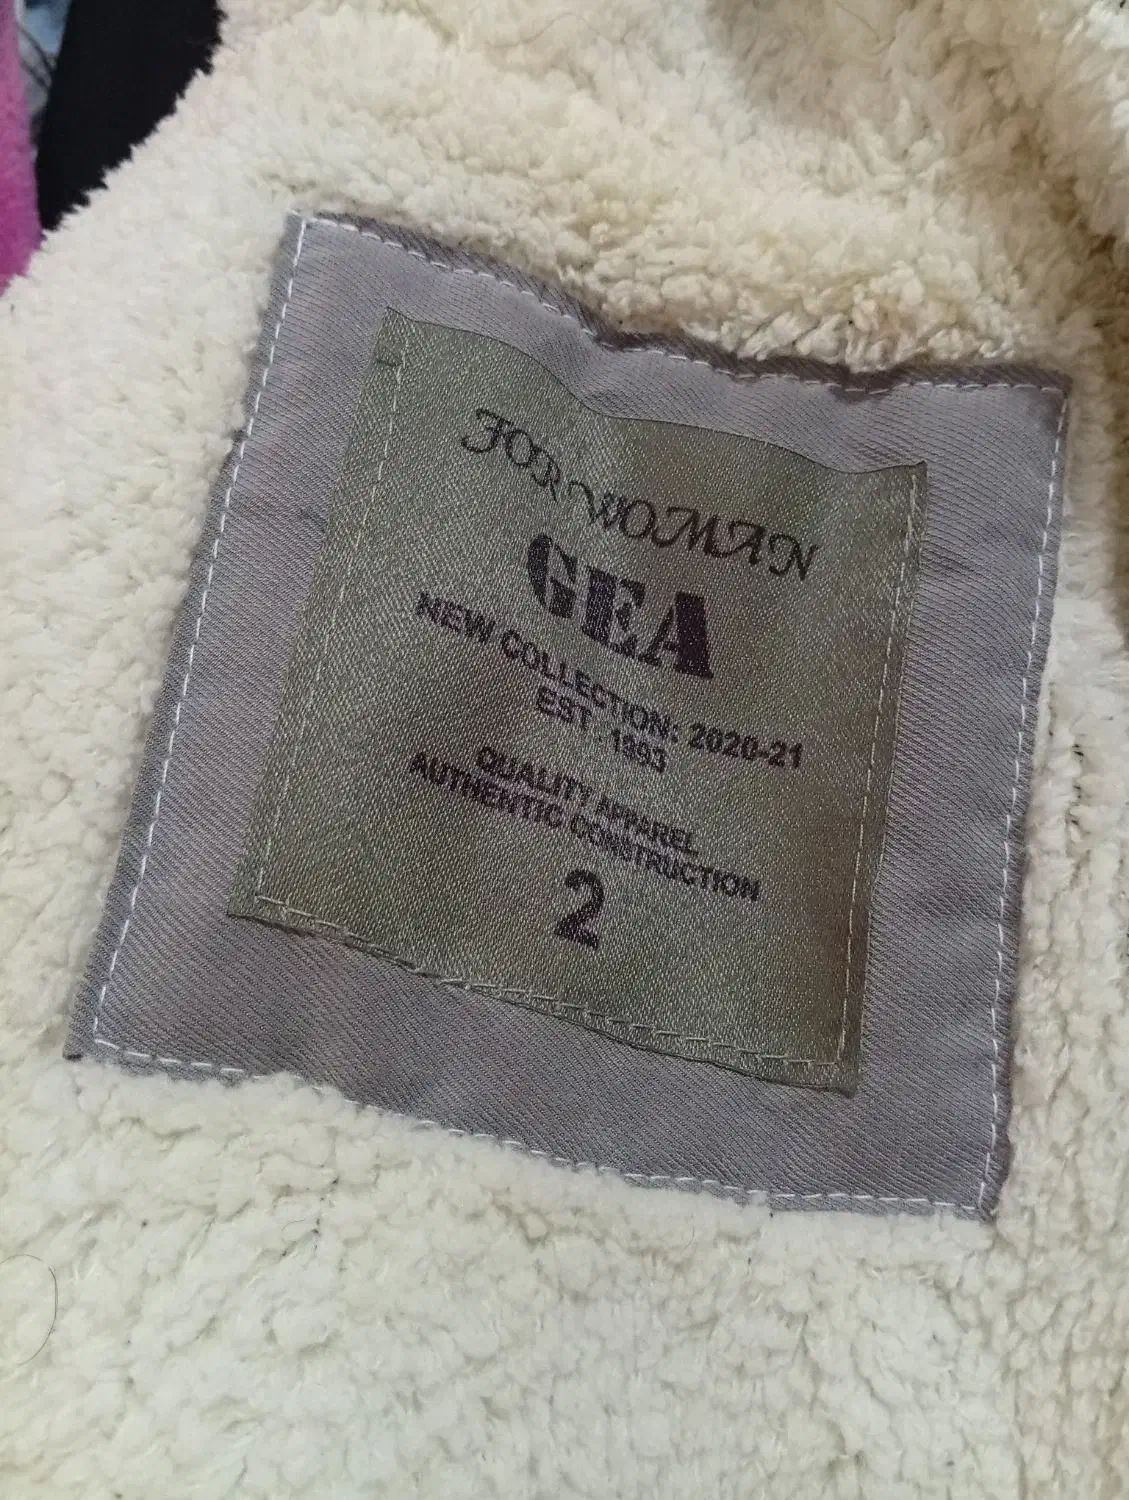 FOR WOMAN
GEA
NEW COLLECTION: 2020-21
EST - 1993
QUALITY APPAREL
AUTHENTIC CONSTRUCTION
2